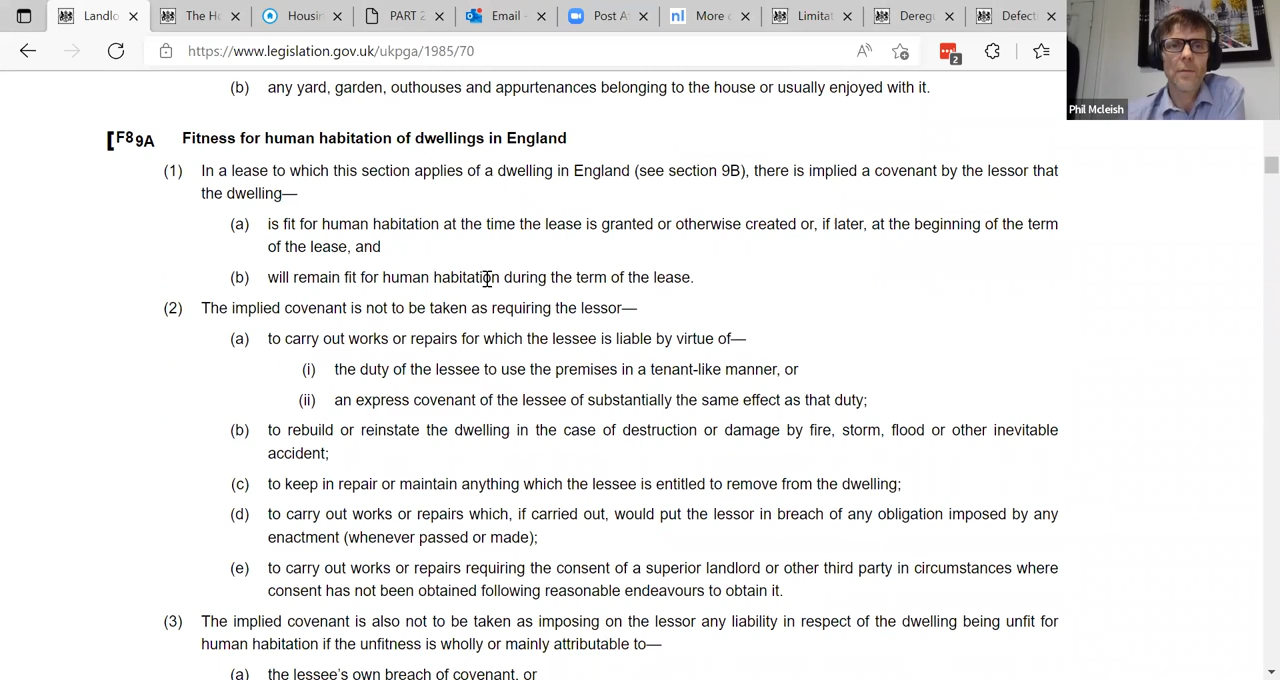 Landlo
The Ho
Housin
PART 2
Email -
Post A
More o
Limitat
Deregu
Defect
https://www.legislation.gov.uk/ukpga/1985/70
2
Phil Mcleish
(b) any yard, garden, outhouses and appurtenances belonging to the house or usually enjoyed with it.
[F8 9A Fitness for human habitation of dwellings in England
(1) In a lease to which this section applies of a dwelling in England (see section 9B), there is implied a covenant by the lessor that
the dwelling—
(a) is fit for human habitation at the time the lease is granted or otherwise created or, if later, at the beginning of the term
of the lease, and
(b) will remain fit for human habitation during the term of the lease.
(2) The implied covenant is not to be taken as requiring the lessor—
(a) to carry out works or repairs for which the lessee is liable by virtue of—
(i) the duty of the lessee to use the premises in a tenant-like manner, or
(ii) an express covenant of the lessee of substantially the same effect as that duty;
(b) to rebuild or reinstate the dwelling in the case of destruction or damage by fire, storm, flood or other inevitable
accident;
(c) to keep in repair or maintain anything which the lessee is entitled to remove from the dwelling;
(d) to carry out works or repairs which, if carried out, would put the lessor in breach of any obligation imposed by any
enactment (whenever passed or made);
(e) to carry out works or repairs requiring the consent of a superior landlord or other third party in circumstances where
consent has not been obtained following reasonable endeavours to obtain it.
(3) The implied covenant is also not to be taken as imposing on the lessor any liability in respect of the dwelling being unfit for
human habitation if the unfitness is wholly or mainly attributable to—
(a) the lessee's own breach of covenant, or